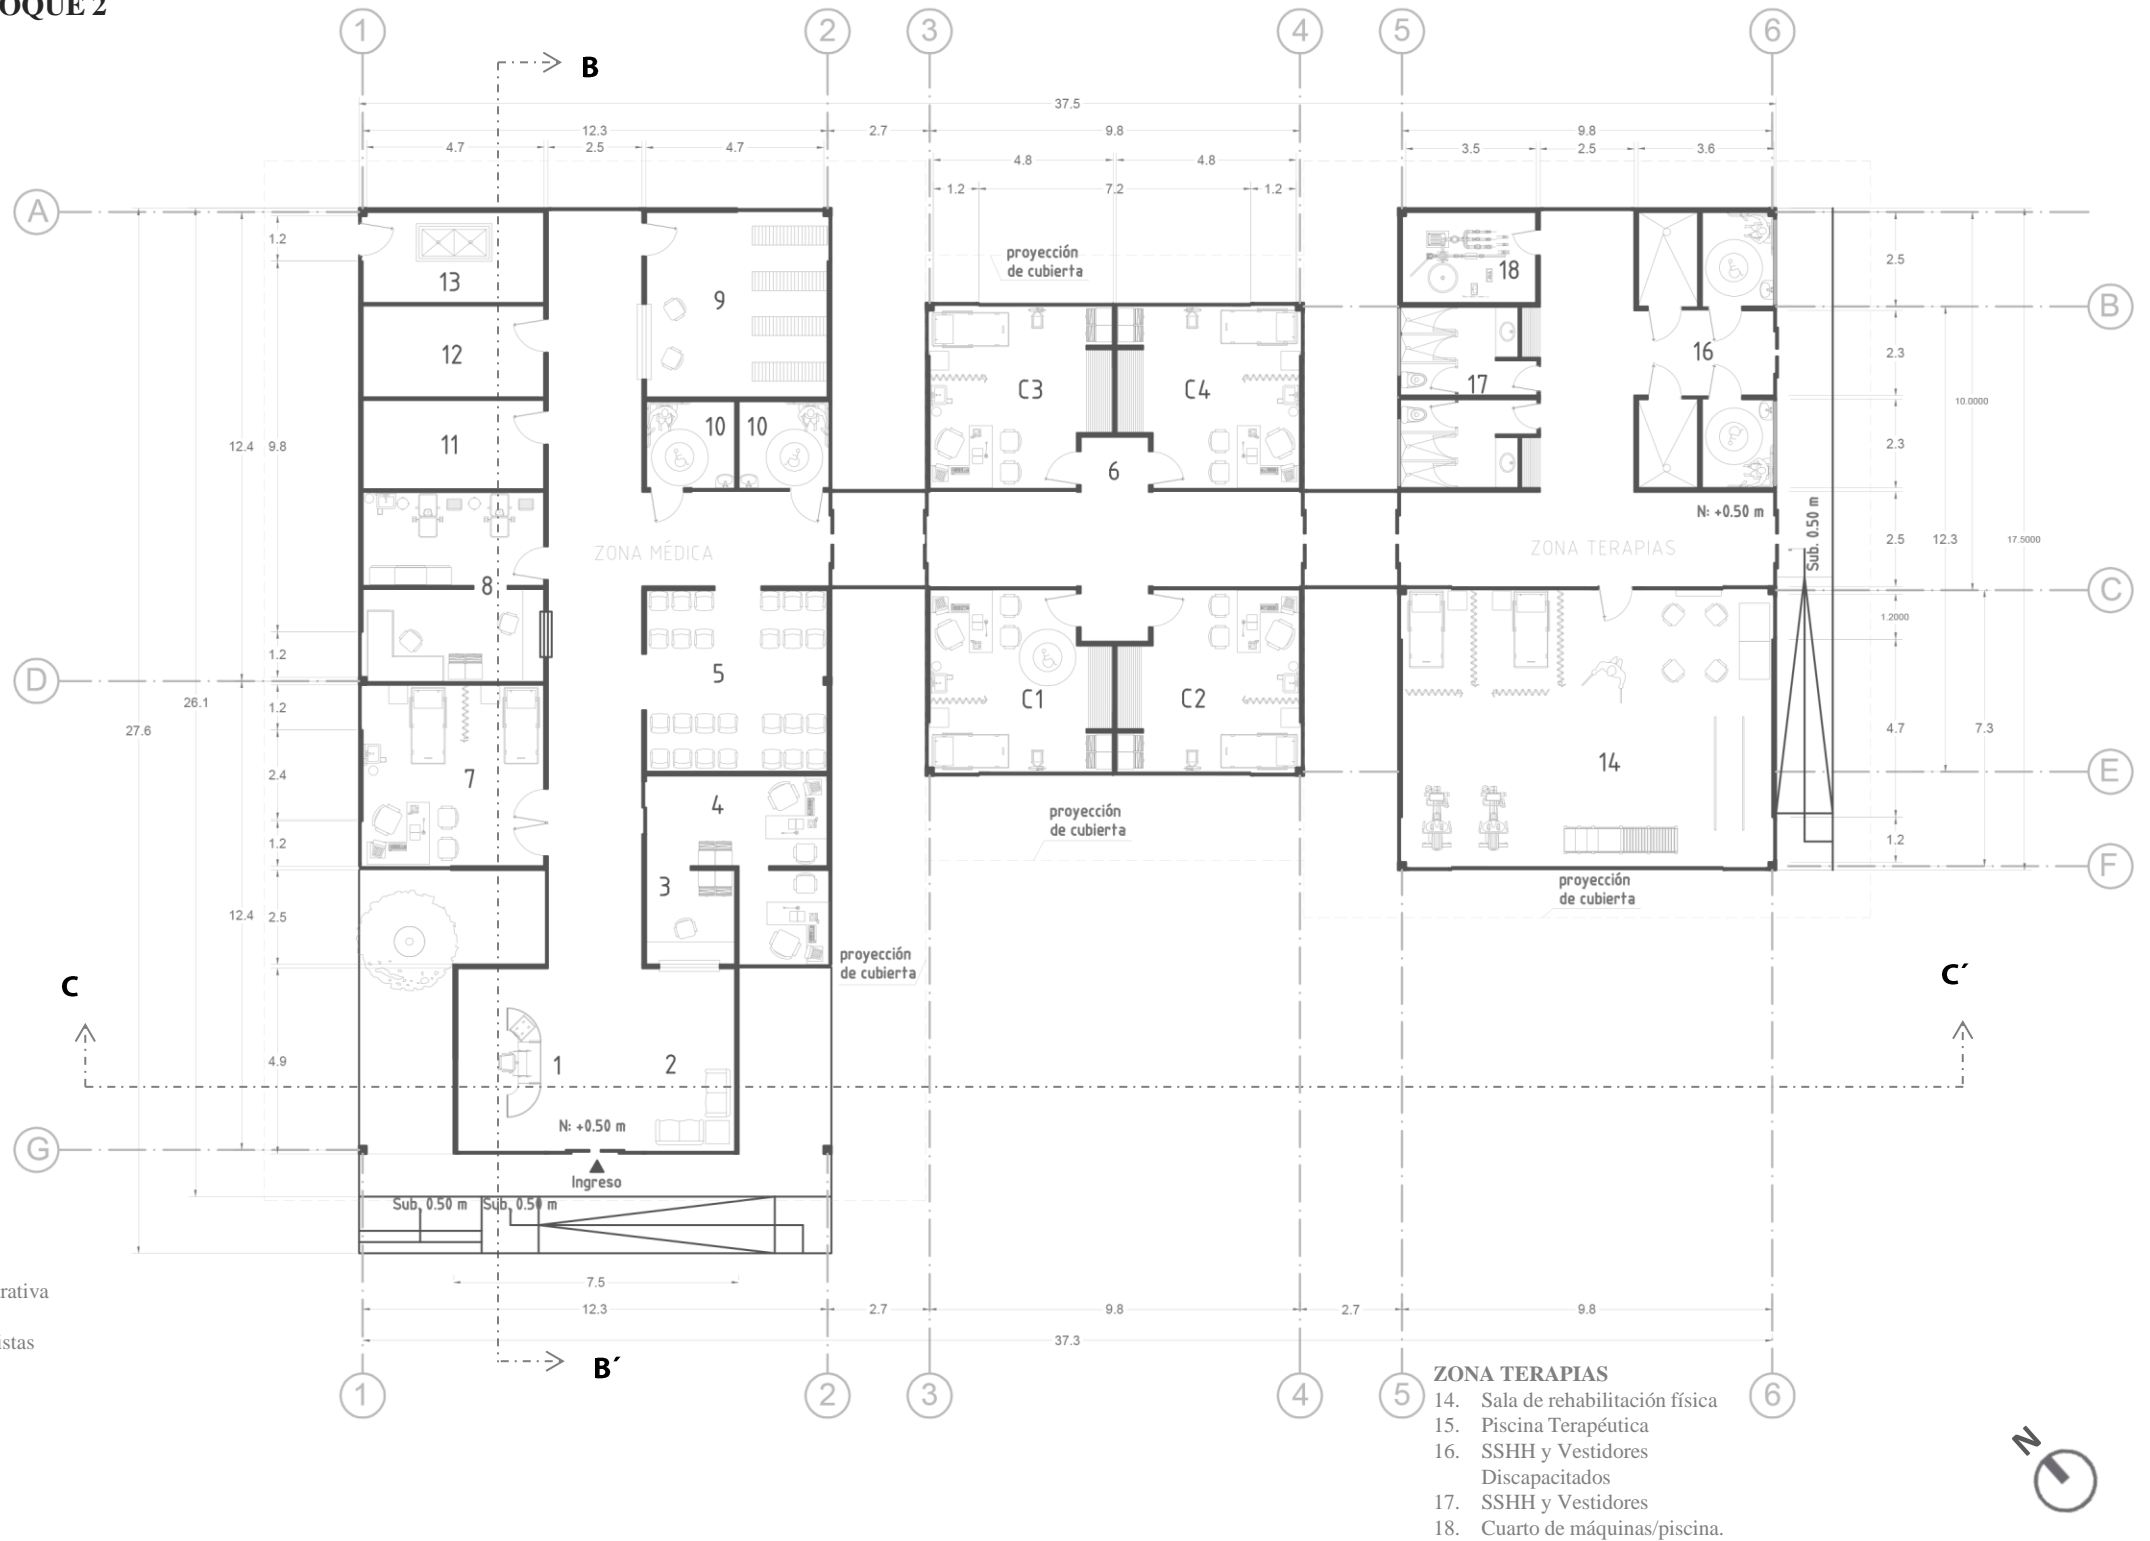 OQUE 2
1 2 3 4 5 6
B
37.5
12.3 2.7 9.8 9.8
4.7 2.5 4.7 3.5 2.5 3.6
4.8 4.8
1.2 7.2 1.2
A
1.2
13
12
11
8
7
9
10 10
ZONA MÉDICA
5
4
3
1 2
N: +0.50 m
Ingreso
Sub. 0.50 m Sub. 0.50 m
12.4 9.8
1.2
D
26.1
27.6
1.2
2.4
1.2
12.4 2.5
4.9
G
C
proyección
de cubierta
C3 C4
6
C1 C2
proyección
de cubierta
proyección
de cubierta
18
17
16
N: +0.50 m
ZONA TERAPIAS
Sub. 0.50 m
14
proyección
de cubierta
2.5
B
2.3
10.0000
2.3
2.5 12.3 17.5000
C
1.2000
4.7 7.3
E
1.2
F
C´
7.5
12.3 2.7 9.8 2.7 9.8
37.3
B´
1 2 3 4 5 6
rativa
istas
ZONA TERAPIAS
14. Sala de rehabilitación física
15. Piscina Terapéutica
16. SSHH y Vestidores
Discapacitados
17. SSHH y Vestidores
18. Cuarto de máquinas/piscina.
N